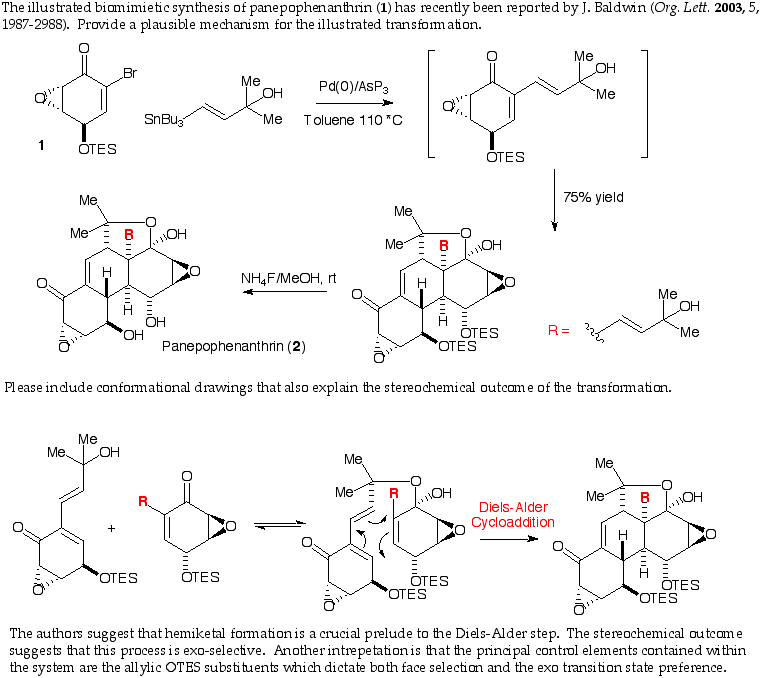 The illustrated biomimietic synthesis of panepophenanthrin (1) has recently been reported by J. Baldwin (Org. Lett. 2003, 5,
1987-2988). Provide a plausible mechanism for the illustrated transformation.
O
Br
O
OTES
1
SnBu3
Me
OH
Me
Pd(0)/AsP3
Toluene 110 °C
O
Me
OH
Me
O
OTES
75% yield
Me
Me
O
R
OH
O
H
O
H
OH
OH
O
Panepophenanthrin (2)
NH4F/MeOH, rt
Me
Me
O
R
OH
O
H
O
H
OTES
OTES
O
R =
Me
OH
Me
Please include conformational drawings that also explain the stereochemical outcome of the transformation.
Me
Me
OH
O
O
OTES
+
R
O
O
OTES
Me
Me
O
R
OH
O
O
OTES
OTES
O
Diels-Alder
Cycloaddition
Me
Me
O
R
OH
O
H
O
H
OTES
OTES
O
The authors suggest that hemiketal formation is a crucial prelude to the Diels-Alder step. The stereochemical outcome
suggests that this process is exo-selective. Another intrepetation is that the principal control elements contained within
the system are the allylic OTES substituents which dictate both face selection and the exo transition state preference.